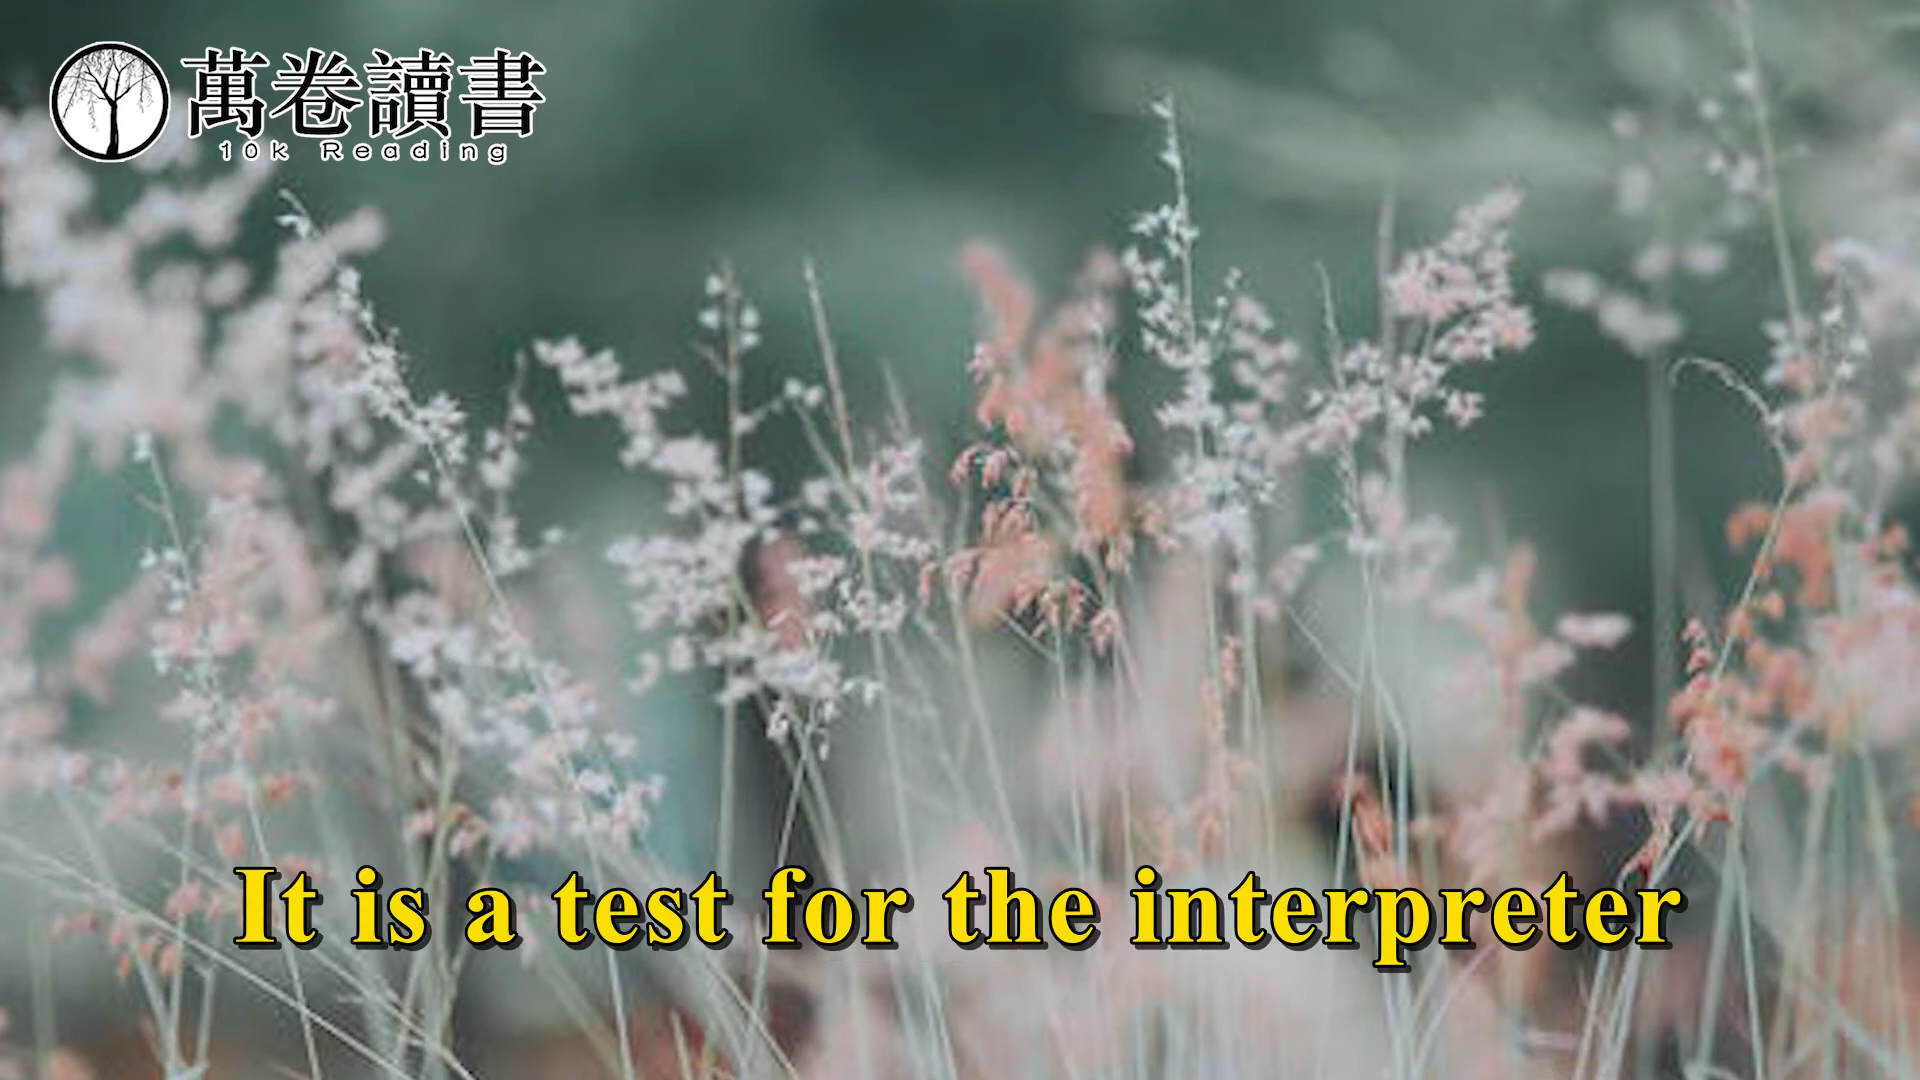 萬卷讀書
10k Reading
It is a test for the interpreter